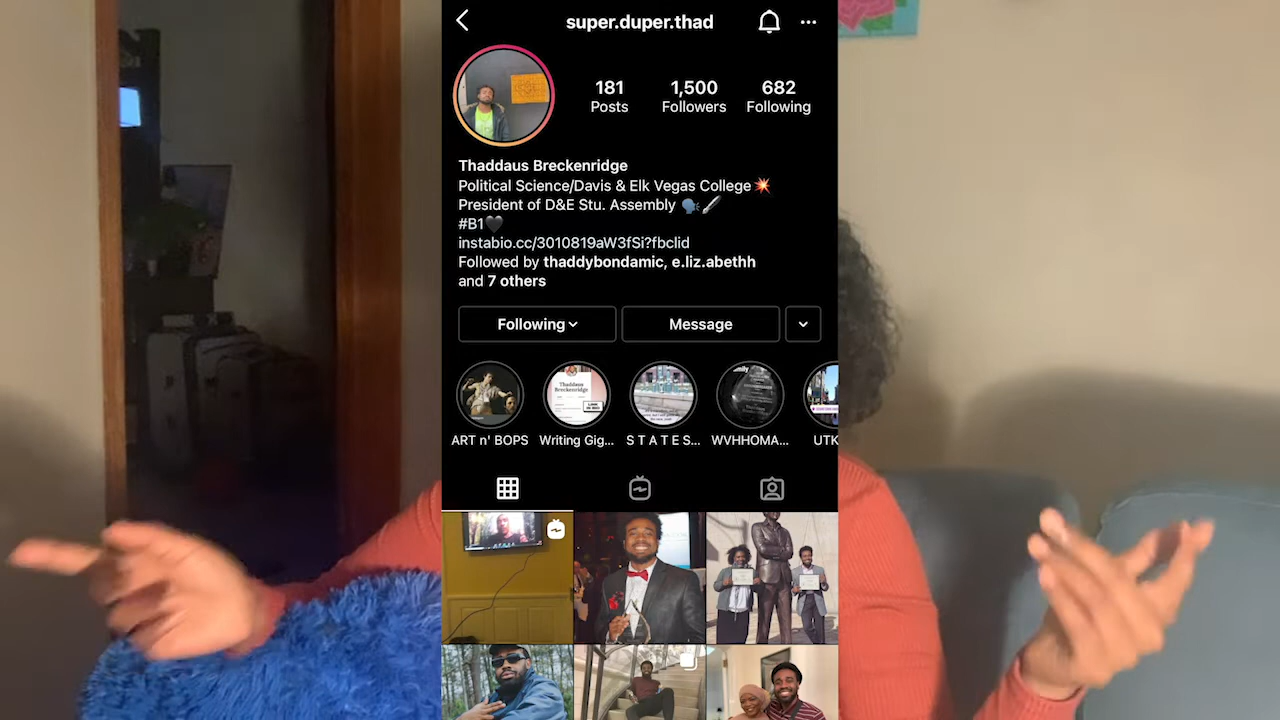 super.duper.thad
181
1,500
682
Posts
Followers
Following
Thaddaus Breckenridge
Political Science/Davis & Elk Vegas College 💥
President of D&E Stu. Assembly 🗣️🖌️
#B1🖤
instabio.cc/3010819aW3fSi?fbclid
Followed by thaddybondamic, e.liz.abethh
and 7 others
Following
Message
Thaddaus
Breckenridge
ART n' BOPS
Writing Gig...
S T A T E S...
WVHHOMA...
UTK